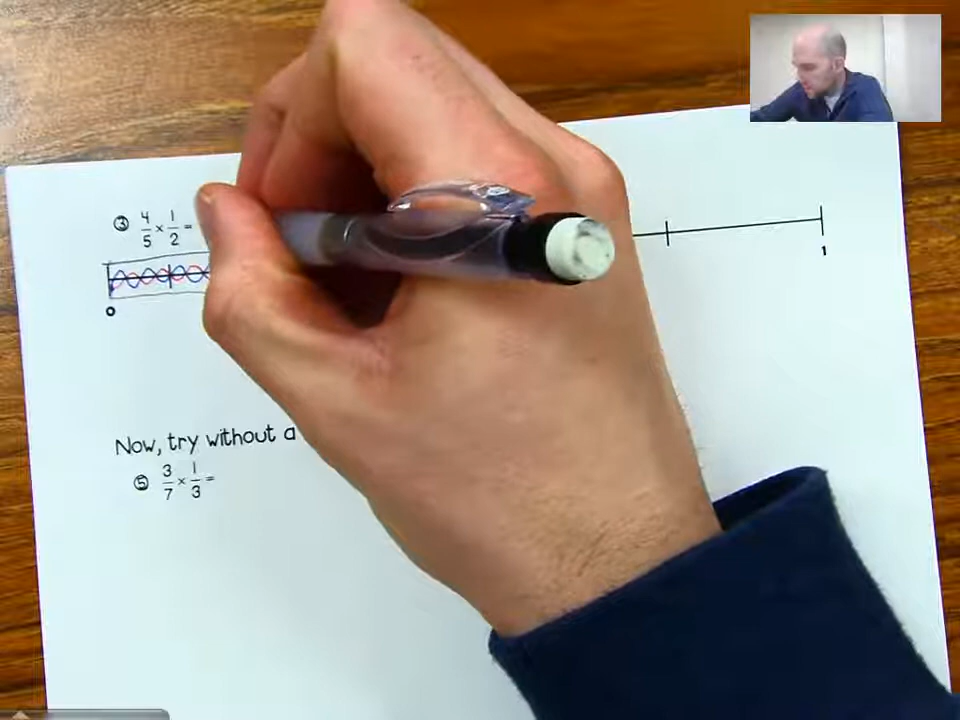 ③ 4/5 × 1/2 =
0
1
Now, try without a
⑤ 3/7 × 1/3 =